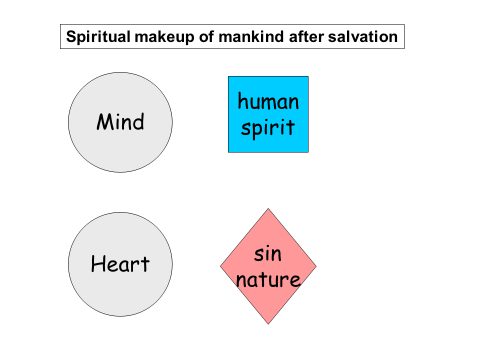 Spiritual makeup of mankind after salvation
Mind
human
spirit
Heart
sin
nature